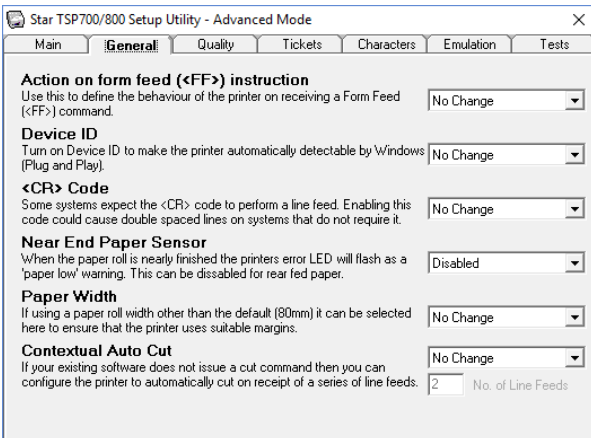 Star TSP700/800 Setup Utility - Advanced Mode
Main General Quality Tickets Characters Emulation Tests
Action on form feed (<FF>) instruction
Use this to define the behaviour of the printer on receiving a Form Feed
(<FF>) command.
No Change
Device ID
Turn on Device ID to make the printer automatically detectable by Windows
(Plug and Play).
No Change
<CR> Code
Some systems expect the <CR> code to perform a line feed. Enabling this
code could cause double spaced lines on systems that do not require it.
No Change
Near End Paper Sensor
When the paper roll is nearly finished the printers error LED will flash as a
'paper low' warning. This can be dissabled for rear fed paper.
Disabled
Paper Width
If using a paper roll width other than the default (80mm) it can be selected
here to ensure that the printer uses suitable margins.
No Change
Contextual Auto Cut
If your existing software does not issue a cut command then you can
configure the printer to automatically cut on receipt of a series of line feeds.
No Change
2 No. of Line Feeds